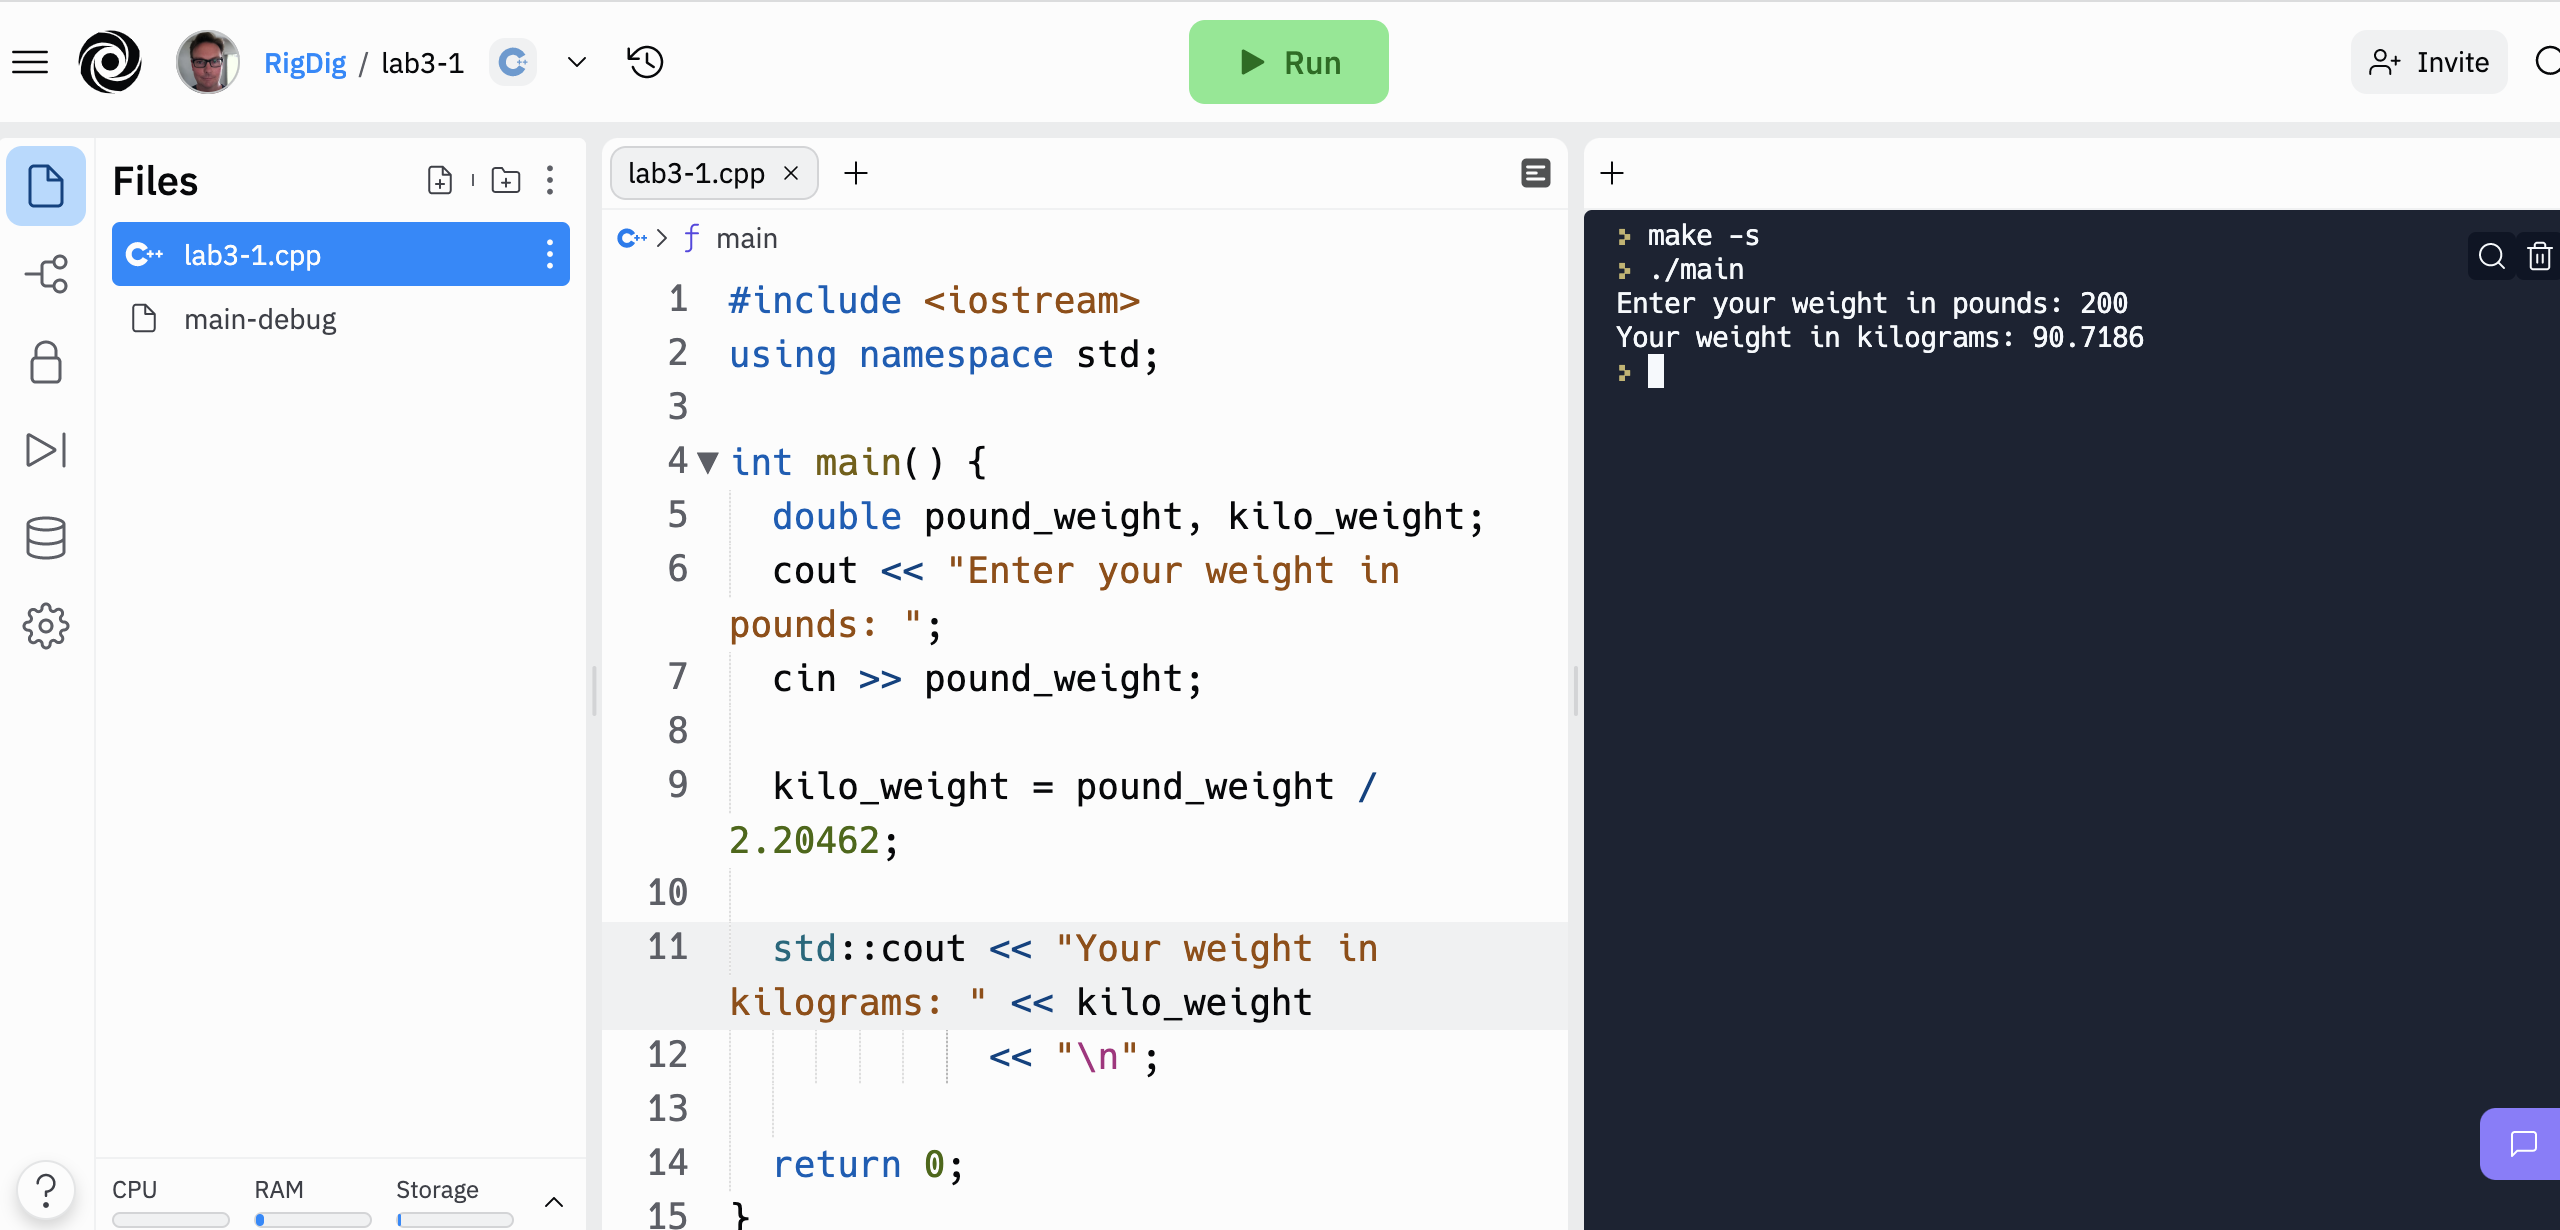 RigDig / lab3-1
Run
Invite
Files
lab3-1.cpp
main-debug
CPU RAM Storage
lab3-1.cpp
main
1 #include <iostream>
2 using namespace std;
3
4 int main() {
5 double pound_weight, kilo_weight;
6 cout << "Enter your weight in
pounds: ";
7 cin >> pound_weight;
8
9 kilo_weight = pound_weight /
2.20462;
10
11 std::cout << "Your weight in
kilograms: " << kilo_weight
12 << "\n";
13
14 return 0;
15 }
make -s
./main
Enter your weight in pounds: 200
Your weight in kilograms: 90.7186